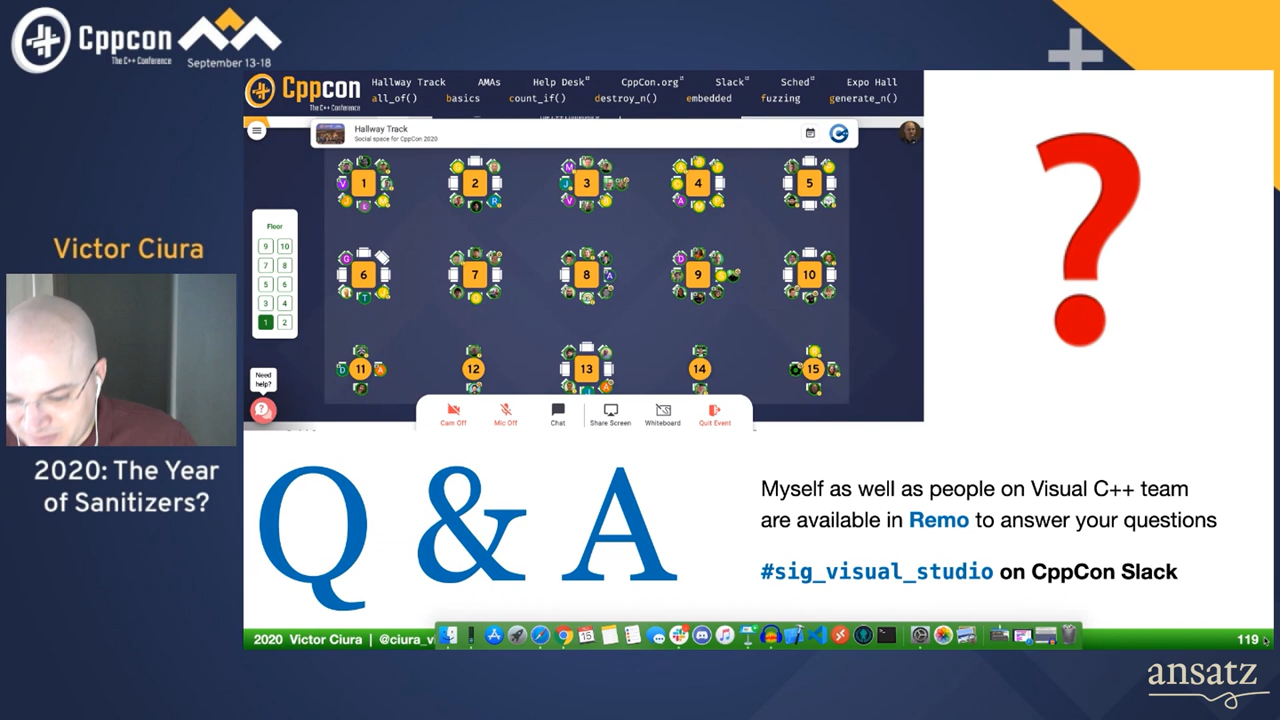 Cppcon
The C++ Conference
September 13-18
Cppcon
The C++ Conference
Hallway Track AMAs Help Desk CppCon.org Slack Sched Expo Hall
all_of() basics count_if() destroy_n() embedded fuzzing generate_n()
Hallway Track
Social space for CppCon 2020
Floor
9 10
7 8
5 6
3 4
1 2
1 2 3 4 5
6 7 8 9 10
11 12 13 14 15
Need
help?
Cam Off Mic Off Chat Share Screen Whiteboard Quit Event
?
Victor Ciura
2020: The Year
of Sanitizers?
Q & A
Myself as well as people on Visual C++ team
are available in Remo to answer your questions
#sig_visual_studio on CppCon Slack
2020 Victor Ciura | @ciura_v
15
119
ansatz